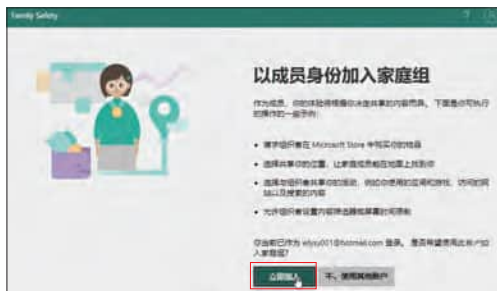 Family Safety
以成员身份加入家庭组
作为成员，你的体验将根据你决定共享的内容而异。下面是你可执行
的操作的一些示例：
• 请求组织者在 Microsoft Store 中购买你的物品
• 选择共享你的位置，让家庭成员能在地图上找到你
• 选择与组织者共享你的活动，例如你使用的应用和游戏、访问的网
站以及搜索的内容
• 允许组织者设置内容筛选器或屏幕时间限制
你当前已作为 登录。是否希望使用此帐户加
入家庭组？
立即加入
不，使用其他帐户